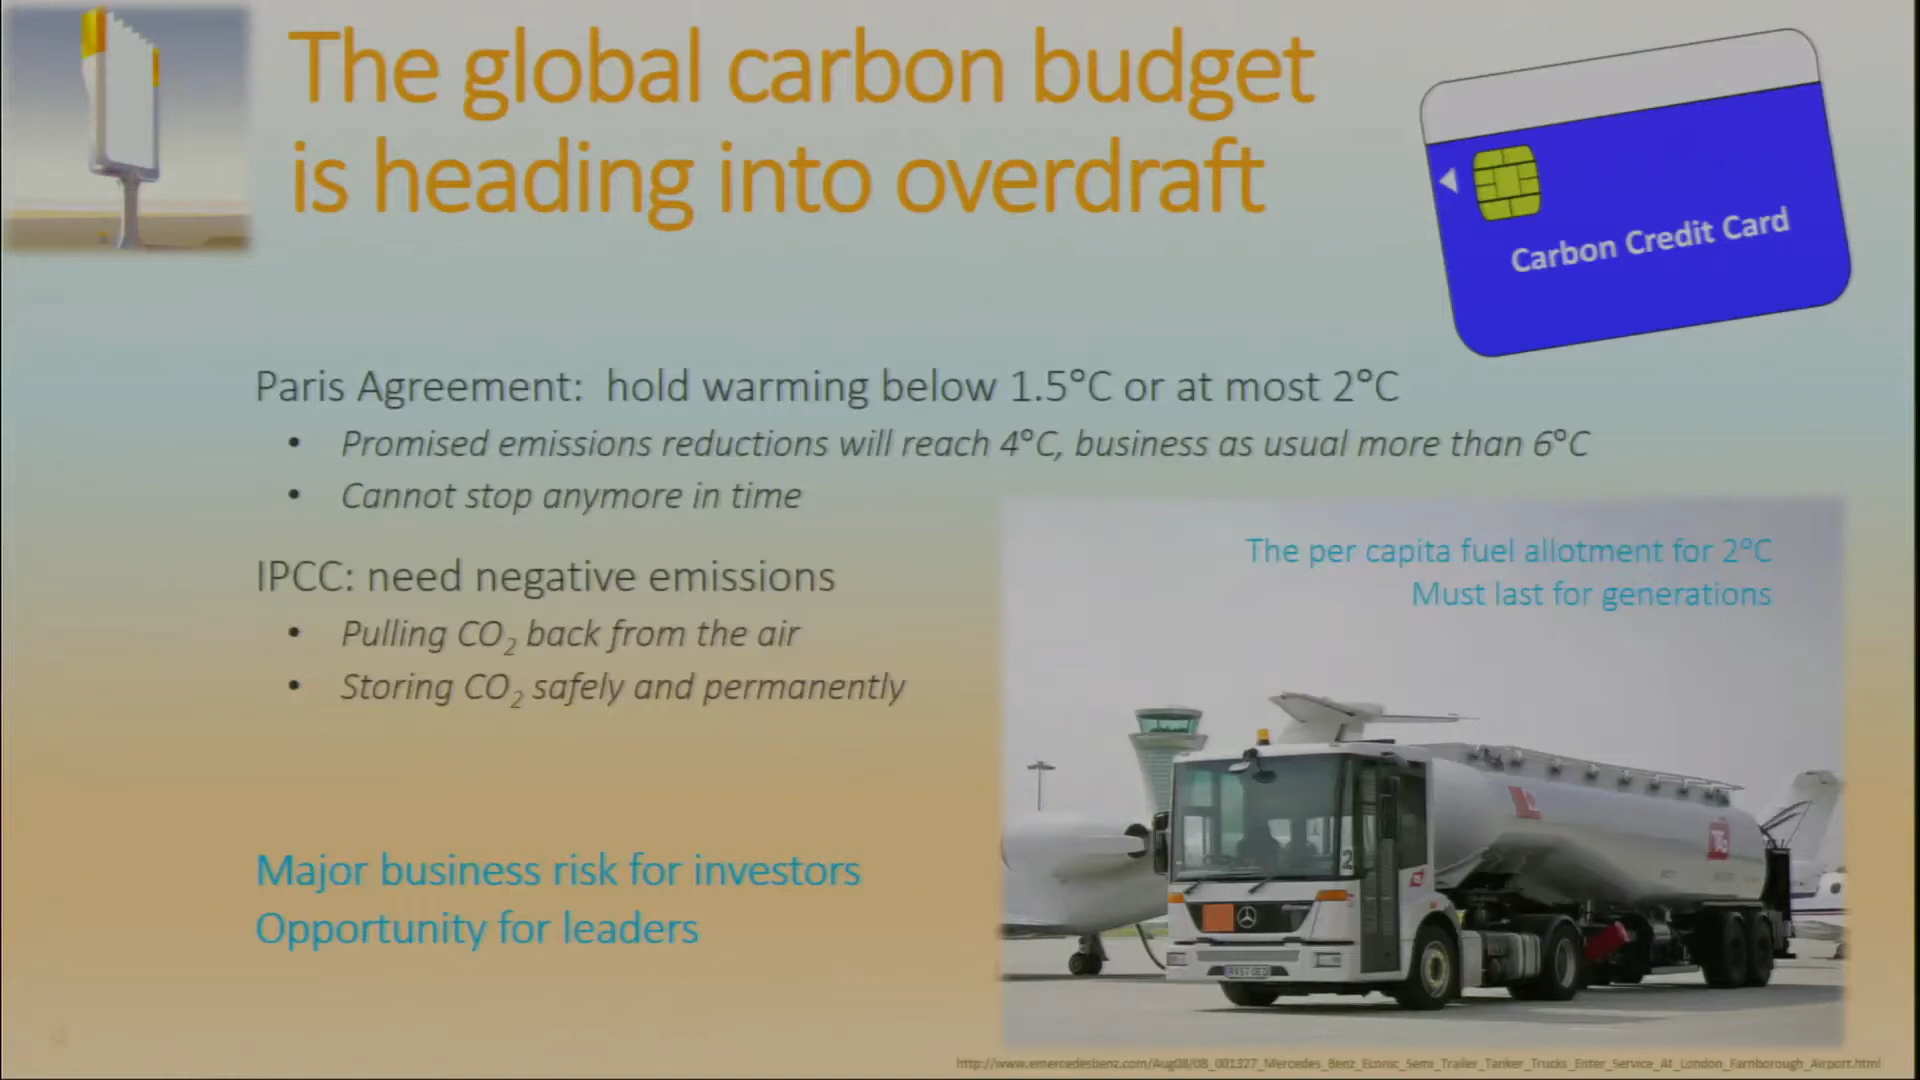 The global carbon budget
is heading into overdraft
Carbon Credit Card
Paris Agreement: hold warming below 1.5°C or at most 2°C
• Promised emissions reductions will reach 4°C, business as usual more than 6°C
• Cannot stop anymore in time
IPCC: need negative emissions
• Pulling CO₂ back from the air
• Storing CO₂ safely and permanently
The per capita fuel allotment for 2°C
Must last for generations
Major business risk for investors
Opportunity for leaders
2
TAG
http://www.emercedesbenz.com/Aug08/08_001327_Mercedes_Benz_Econic_Semi_Trailer_Tanker_Trucks_Enter_Service_At_London_Farnborough_Airport.html